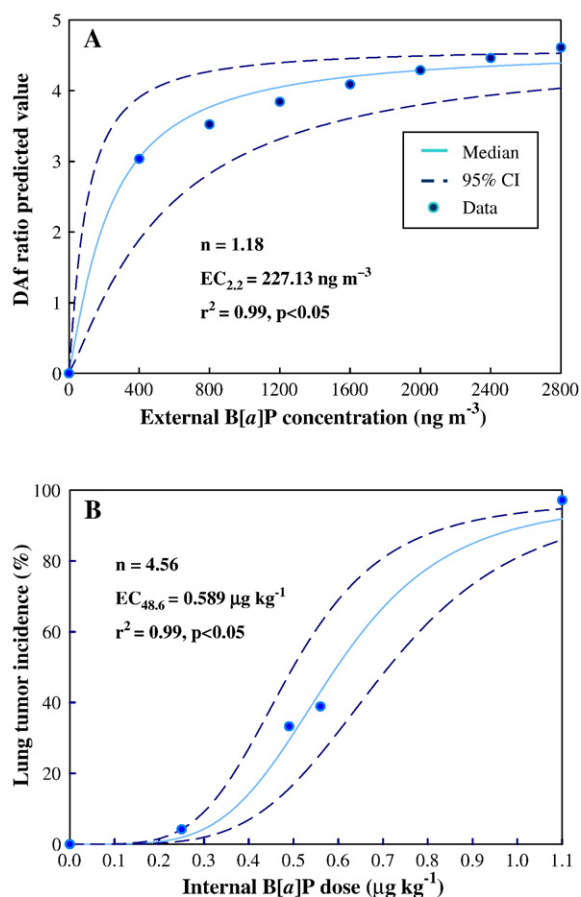 A
DAf ratio predicted value
5
4
3
2
1
0
Median
95% CI
Data
n = 1.18
EC2.2 = 227.13 ng m−3
r2 = 0.99, p<0.05
0 400 800 1200 1600 2000 2400 2800
External B[a]P concentration (ng m-3)
B
Lung tumor incidence (%)
100
80
60
40
20
0
n = 4.56
EC48.6 = 0.589 µg kg-1
r2 = 0.99, p<0.05
0.0 0.1 0.2 0.3 0.4 0.5 0.6 0.7 0.8 0.9 1.0 1.1
Internal B[a]P dose (µg kg-1)